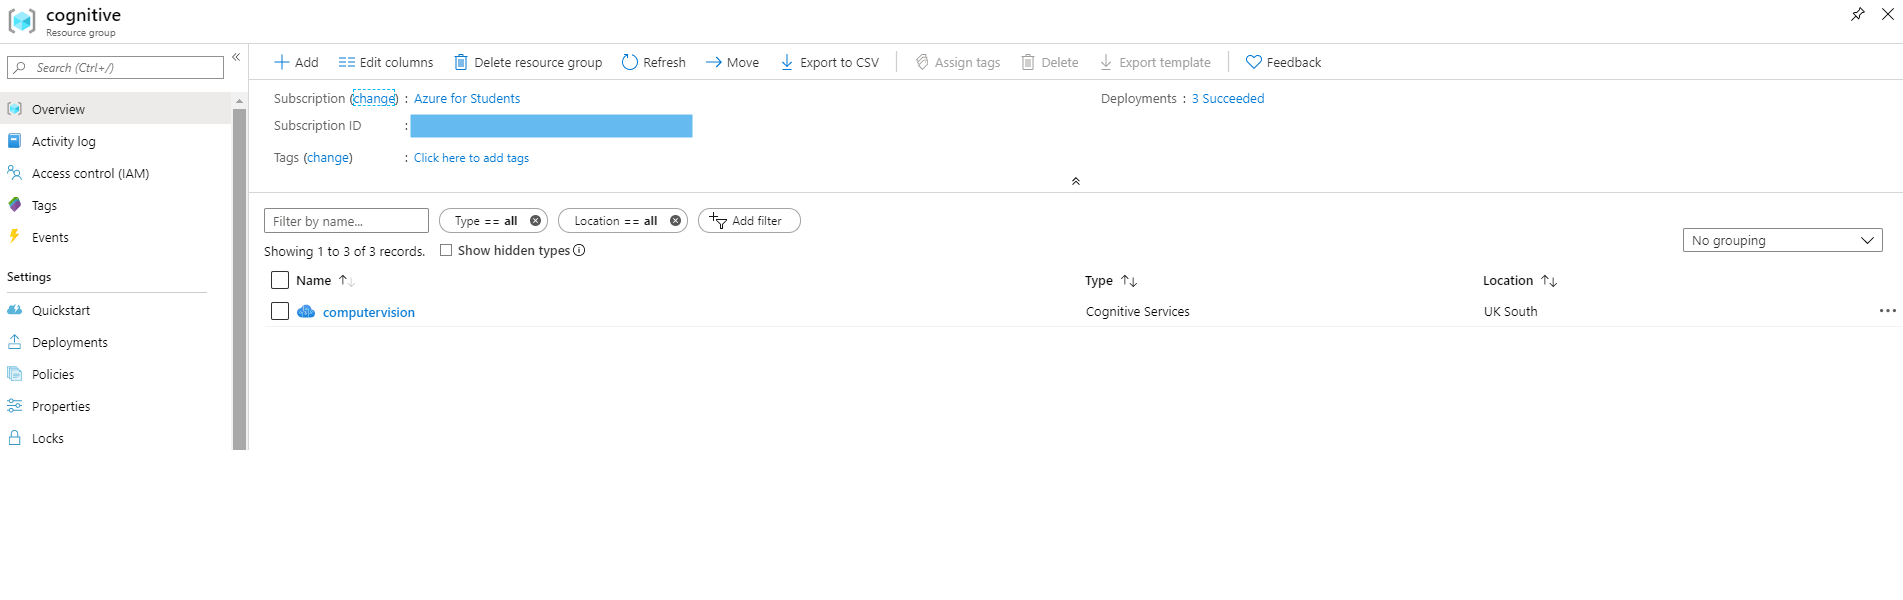 cognitive
Resource group
Search (Ctrl+/)
«
Overview
Activity log
Access control (IAM)
Tags
Events
Settings
Quickstart
Deployments
Policies
Properties
Locks
Add Edit columns Delete resource group Refresh Move Export to CSV Assign tags Delete Export template Feedback
Subscription (change) : Azure for Students Deployments : 3 Succeeded
Subscription ID :
Tags (change) : Click here to add tags
Filter by name... Type == all Location == all Add filter
Showing 1 to 3 of 3 records. Show hidden types No grouping
Name Type Location
computervision Cognitive Services UK South